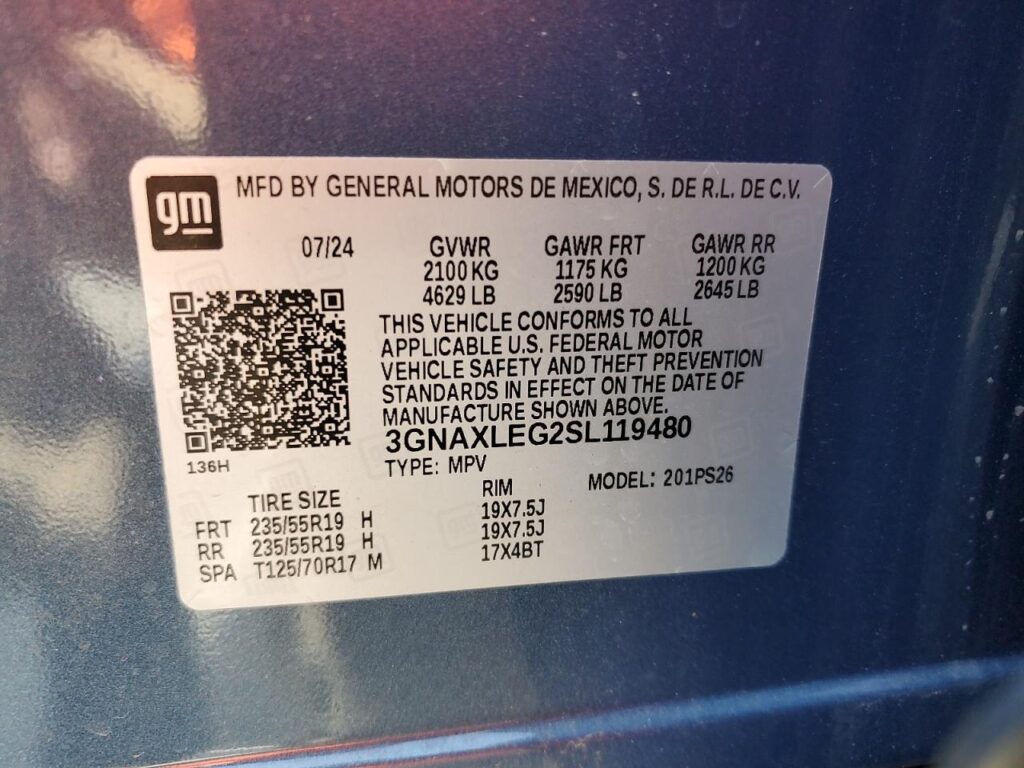 gm MFD BY GENERAL MOTORS DE MEXICO, S. DE R.L. DE C.V.
07/24 GVWR GAWR FRT GAWR RR
2100 KG 1175 KG 1200 KG
4629 LB 2590 LB 2645 LB
THIS VEHICLE CONFORMS TO ALL
APPLICABLE U.S. FEDERAL MOTOR
VEHICLE SAFETY AND THEFT PREVENTION
STANDARDS IN EFFECT ON THE DATE OF
MANUFACTURE SHOWN ABOVE.
3GNAXLEG2SL119480
136H
TYPE: MPV
MODEL: 201PS26
TIRE SIZE RIM
FRT 235/55R19 H 19X7.5J
RR 235/55R19 H 19X7.5J
SPA T125/70R17 M 17X4BT